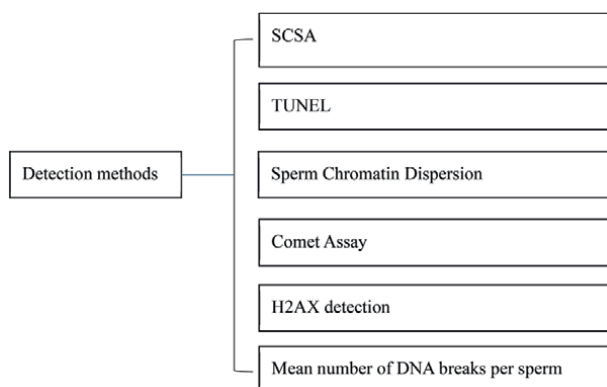 SCSA
TUNEL
Detection methods
Sperm Chromatin Dispersion
Comet Assay
H2AX detection
Mean number of DNA breaks per sperm